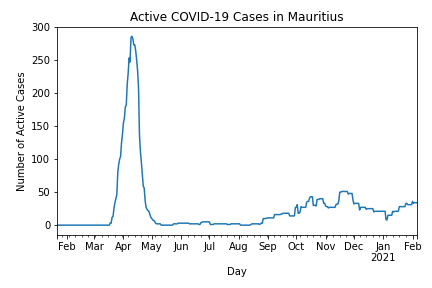 Active COVID-19 Cases in Mauritius
Number of Active Cases
300
250
200
150
100
50
0
Feb Mar Apr May Jun Jul Aug Sep Oct Nov Dec Jan Feb
2021
Day